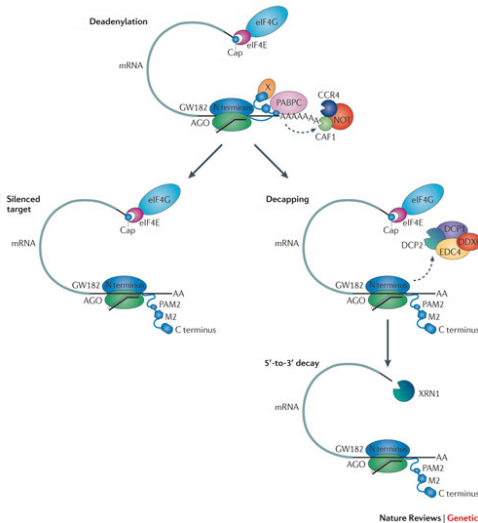 Deadenylation
eIF4G
eIF4E
Cap
mRNA
X
PABPC
CCR4
NOT
CAF1
GW182
N terminus
AGO
AAAAAAA
Silenced
target
eIF4G
eIF4E
Cap
mRNA
GW182
N terminus
AGO
AA
PAM2
M2
C terminus
Decapping
eIF4G
eIF4E
Cap
mRNA
DCP1
DCP2
DDX6
EDC4
GW182
N terminus
AGO
AA
PAM2
M2
C terminus
5′-to-3′ decay
XRN1
mRNA
GW182
N terminus
AGO
AA
PAM2
M2
C terminus
Nature Reviews | Genetic